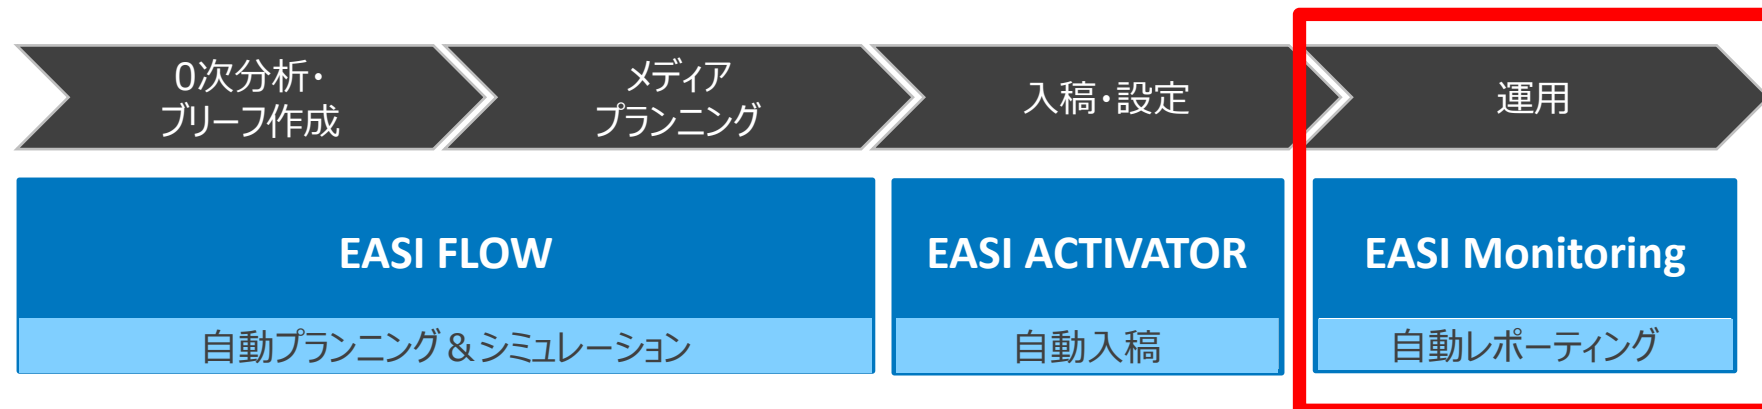 0次分析・
ブリーフ作成
メディア
プランニング
入稿・設定
運用
EASI FLOW
EASI ACTIVATOR
EASI Monitoring
自動プランニング＆シミュレーション
自動入稿
自動レポーティング